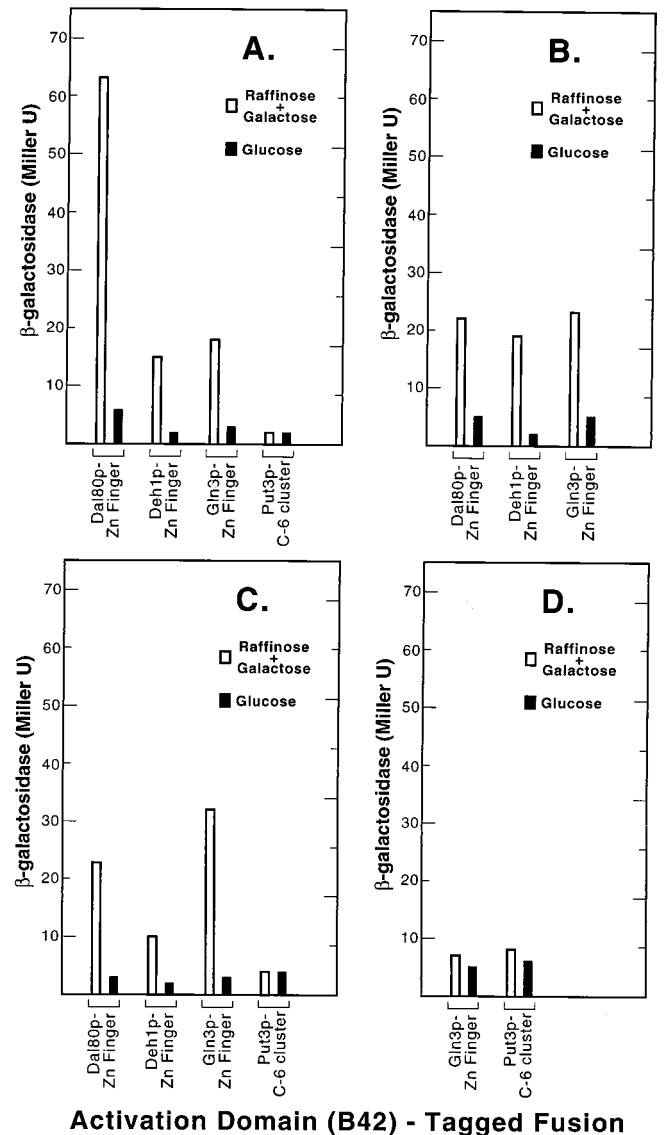 A.
β-galactosidase (Miller U)
70
60
50
40
30
20
10
Raffinose
+
Galactose
Glucose
Dal80p-
Zn Finger
Deh1p-
Zn Finger
Gln3p-
Zn Finger
Put3p-
C-6 cluster
B.
β-galactosidase (Miller U)
70
60
50
40
30
20
10
Raffinose
+
Galactose
Glucose
Dal80p-
Zn Finger
Deh1p-
Zn Finger
Gln3p-
Zn Finger
C.
β-galactosidase (Miller U)
70
60
50
40
30
20
10
Raffinose
+
Galactose
Glucose
Dal80p-
Zn Finger
Deh1p-
Zn Finger
Gln3p-
Zn Finger
Put3p-
C-6 cluster
D.
β-galactosidase (Miller U)
70
60
50
40
30
20
10
Raffinose
+
Galactose
Glucose
Gln3p-
Zn Finger
Put3p-
C-6 cluster
Activation Domain (B42) - Tagged Fusion